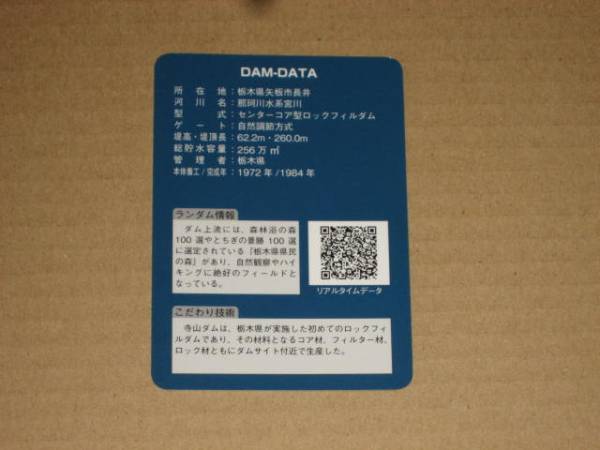 DAM-DATA
所在地：栃木県矢板市長井
河川名：那珂川水系宮川
型式：センターコア型ロックフィルダム
ゲート：自然調節方式
堤高・堤頂長：62.2m・260.0m
総貯水容量：256万㎥
管理者：栃木県
本体着工/完成年：1972年/1984年
ランダム情報
ダム上流には、森林浴の森
100選やとちぎの景勝100選
に選定されている「栃木県県民
の森」があり、自然観察やハイ
キングに絶好のフィールドと
なっている。
リアルタイムデータ
こだわり技術
寺山ダムは、栃木県が実施した初めてのロックフィ
ルダムであり、その材料となるコア材、フィルター材、
ロック材ともにダムサイト付近で生産した。